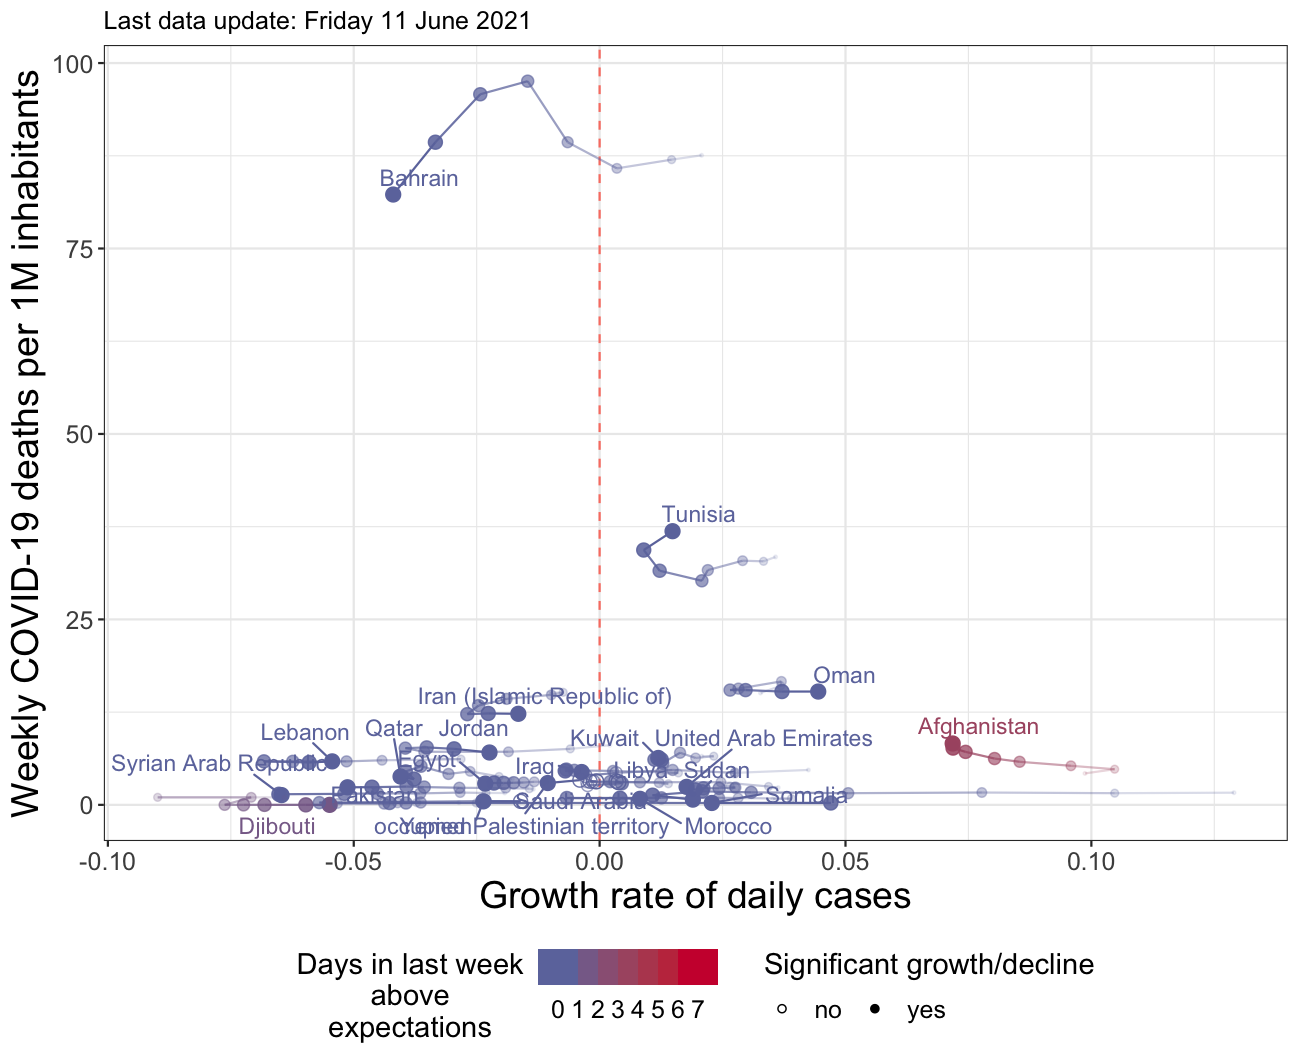 Last data update: Friday 11 June 2021
Weekly COVID-19 deaths per 1M inhabitants
100
75
50
25
0
Bahrain
Tunisia
Oman
Iran (Islamic Republic of)
Afghanistan
Lebanon
Qatar
Jordan
Kuwait
United Arab Emirates
Syrian Arab Republic
Egypt
Iraq
Libya
Sudan
Pakistan
Saudi Arabia
Somalia
Djibouti
occupied Palestinian territory
Yemen
Morocco
-0.10
-0.05
0.00
0.05
0.10
Growth rate of daily cases
Days in last week
above
expectations
0 1 2 3 4 5 6 7
Significant growth/decline
no
yes